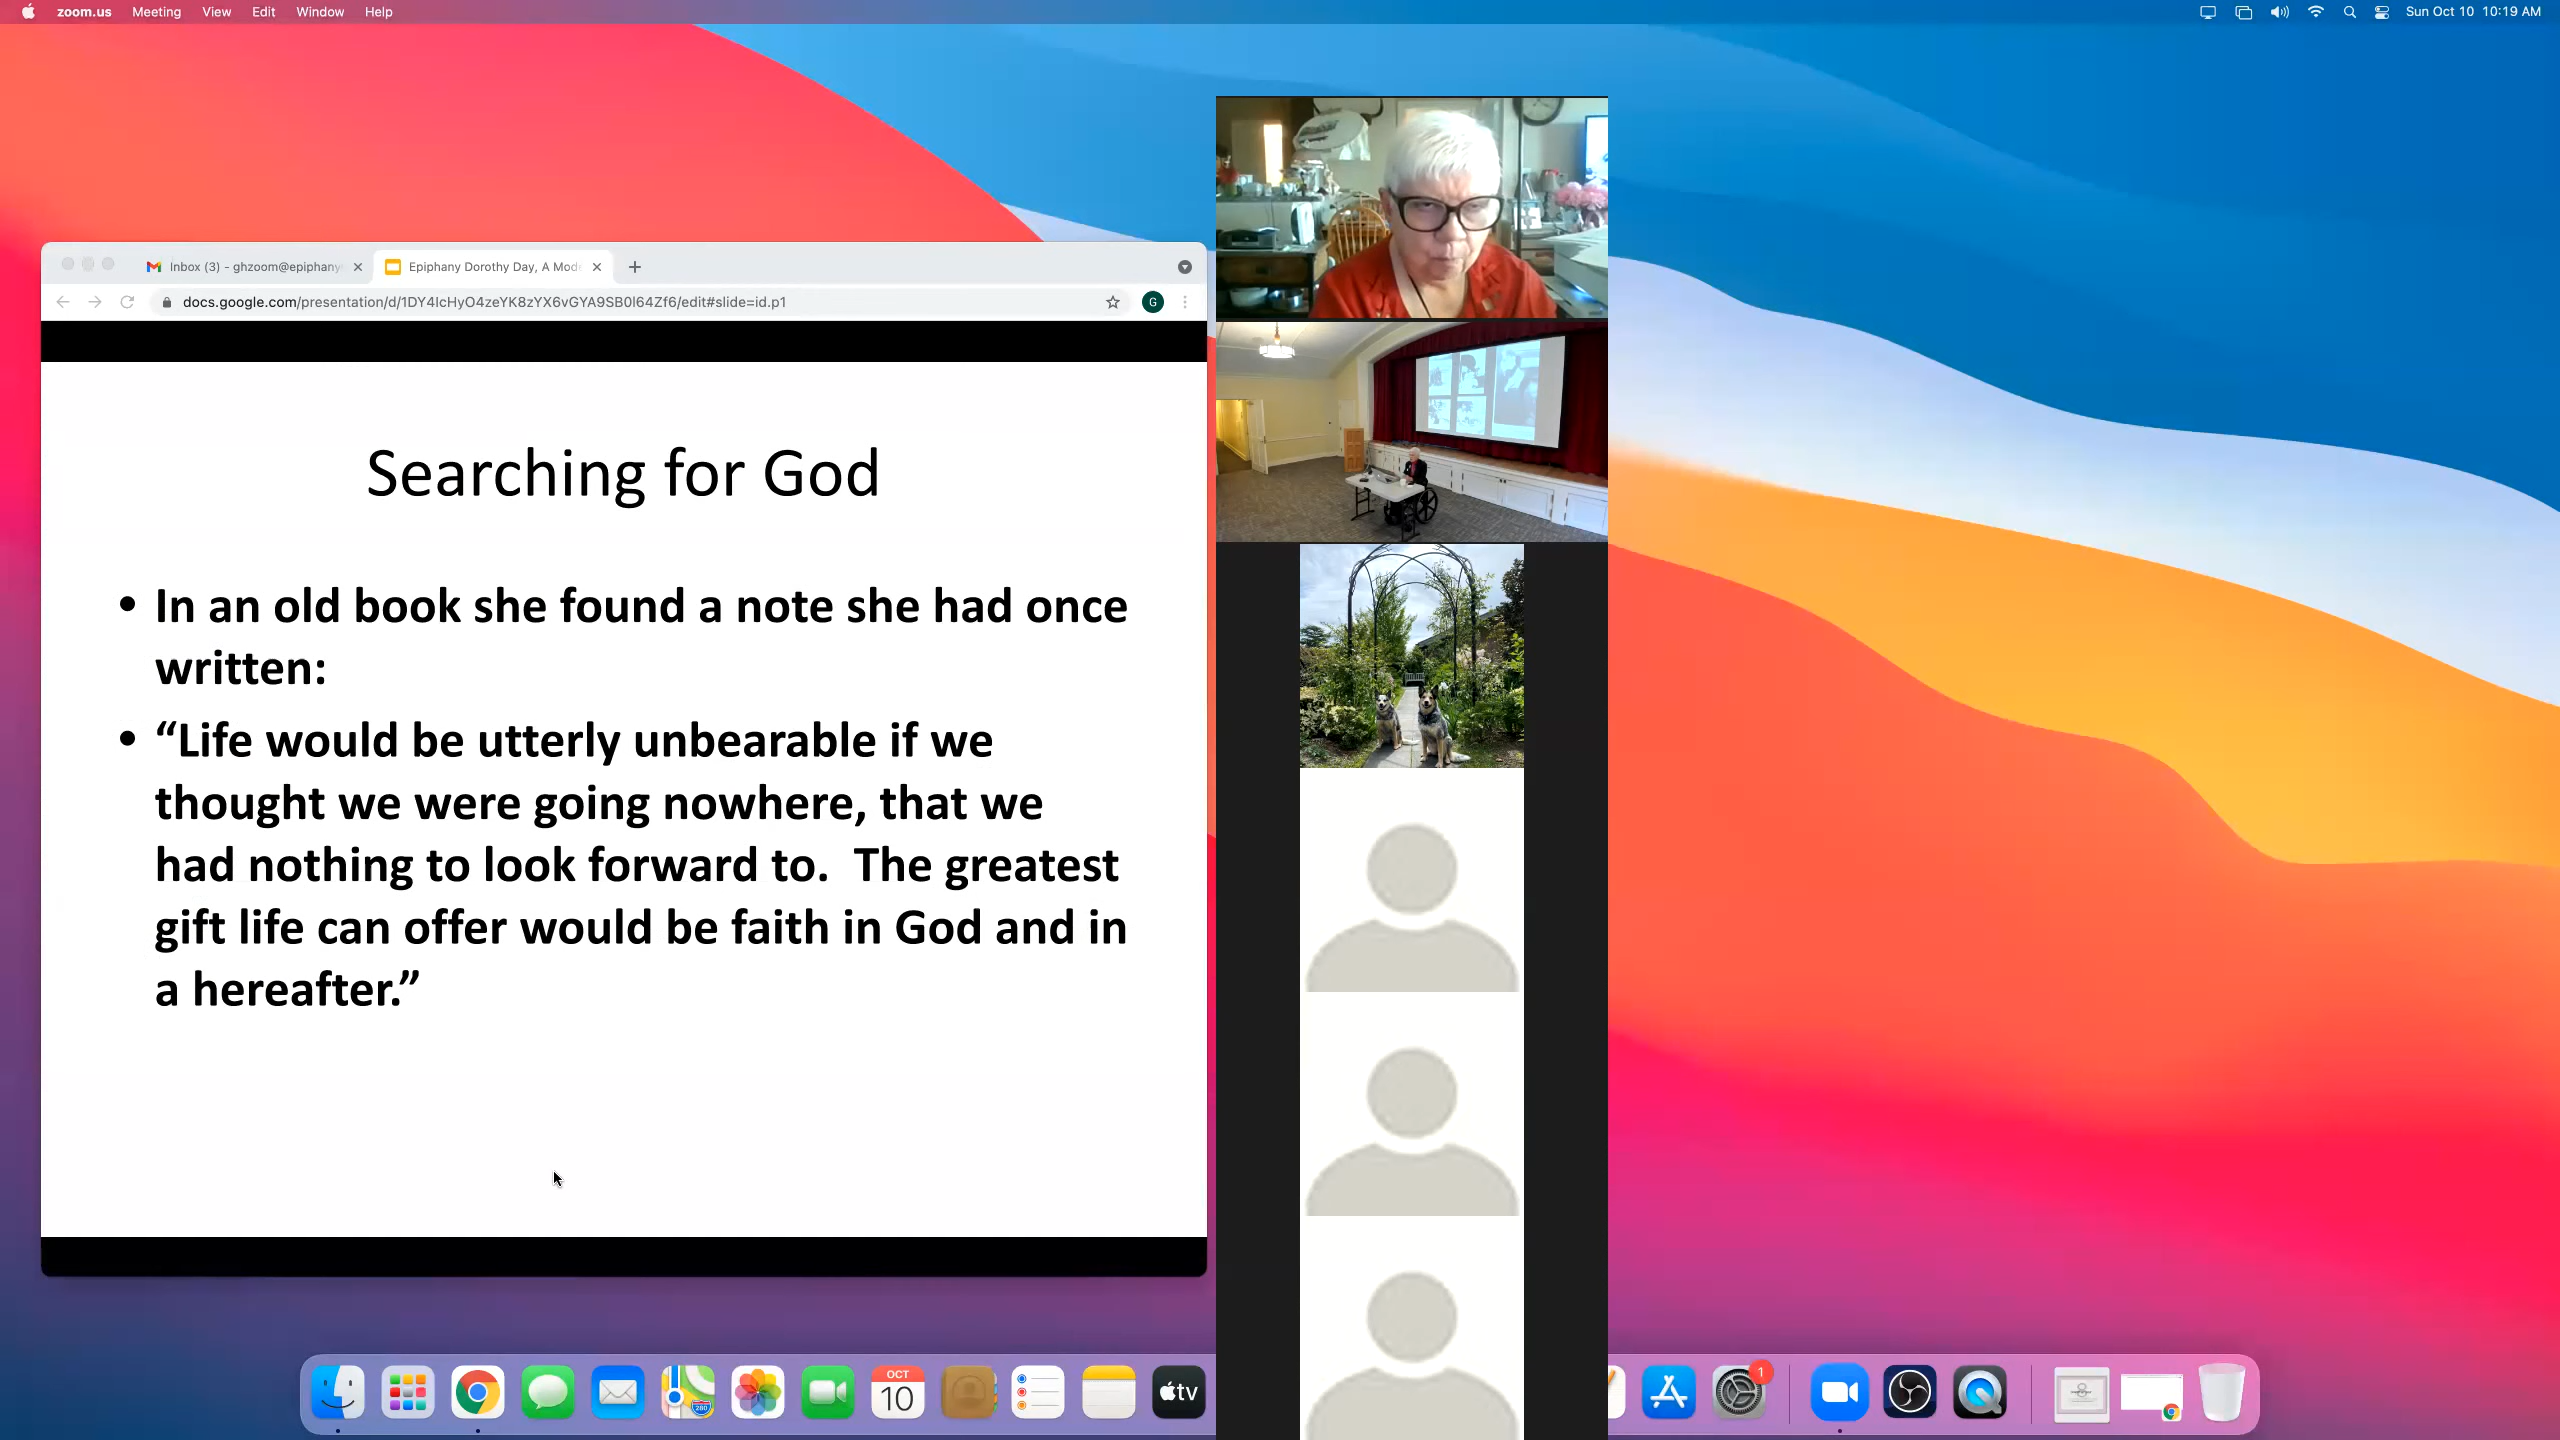 zoom.us Meeting View Edit Window Help
Sun Oct 10 10:19 AM
Inbox (3) - ghzoom@epiphany
Epiphany Dorothy Day, A Mod
docs.google.com/presentation/d/1DY4IcHyO4zeYK8zYX6vGYA9SB0l64Zf6/edit#slide=id.p1
G
Searching for God
• In an old book she found a note she had once
written:
• “Life would be utterly unbearable if we
thought we were going nowhere, that we
had nothing to look forward to.  The greatest
gift life can offer would be faith in God and in
a hereafter.”
280
OCT
10
tv
1